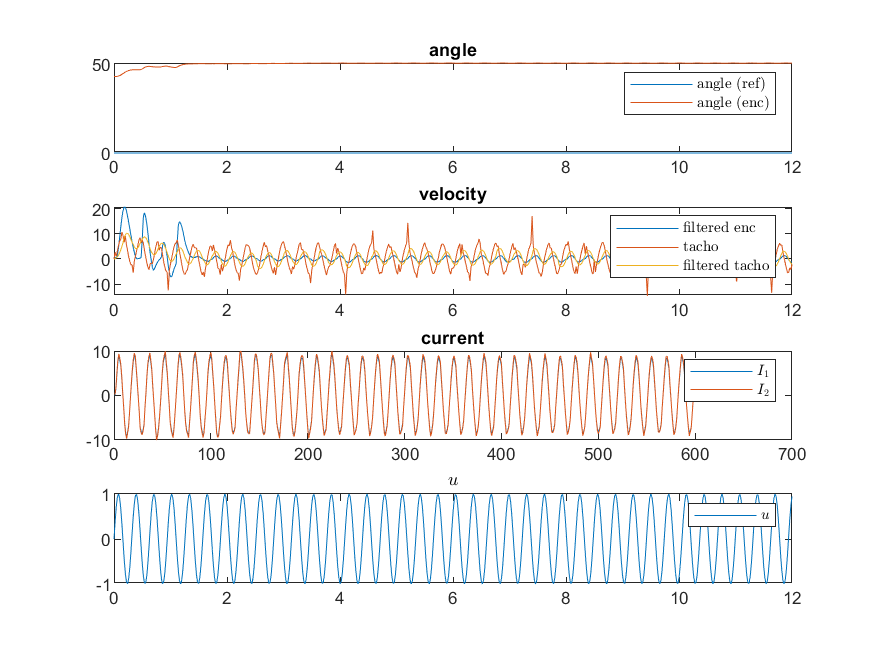 angle
50
0
angle (ref)
angle (enc)
0 2 4 6 8 10 12
velocity
20
10
0
-10
filtered enc
tacho
filtered tacho
0 2 4 6 8 10 12
current
10
0
-10
I1
I2
0 100 200 300 400 500 600 700
u
1
0
-1
u
0 2 4 6 8 10 12